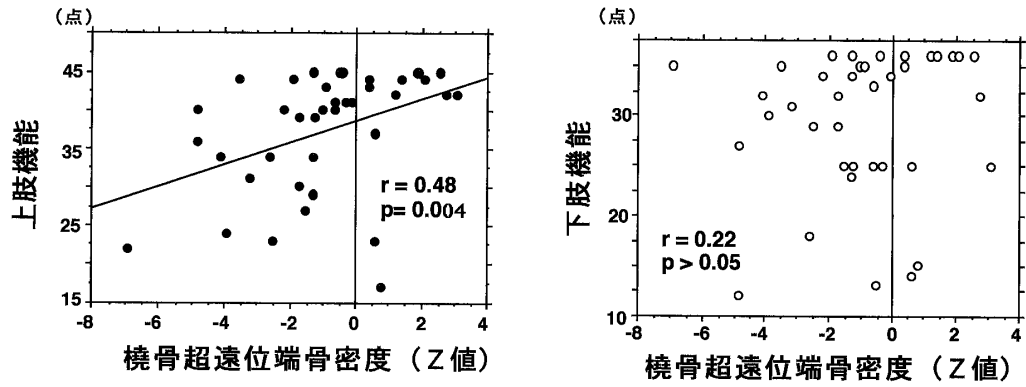 （点）
45
35
25
15
上肢機能
r = 0.48
p= 0.004
-8
-6
-4
-2
0
2
4
橈骨超遠位端骨密度（Z値）
（点）
30
20
10
下肢機能
r = 0.22
p > 0.05
-8
-6
-4
-2
0
2
4
橈骨超遠位端骨密度（Z値）